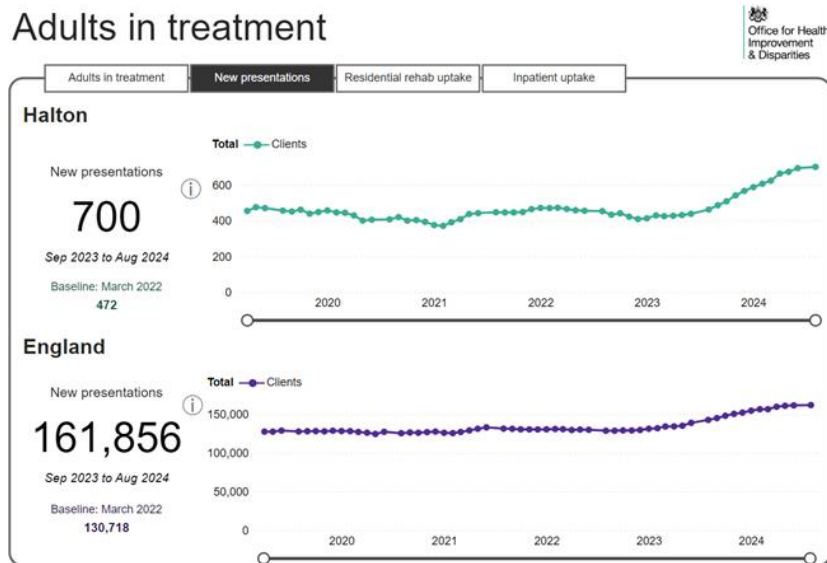 Adults in treatment
Office for Health
Improvement
& Disparities
Adults in treatment
New presentations
Residential rehab uptake
Inpatient uptake
Halton
Total Clients
New presentations
700
Sep 2023 to Aug 2024
Baseline: March 2022
472
600
400
200
0
2020 2021 2022 2023 2024
England
Total Clients
New presentations
161,856
Sep 2023 to Aug 2024
Baseline: March 2022
130,718
150,000
100,000
50,000
0
2020 2021 2022 2023 2024